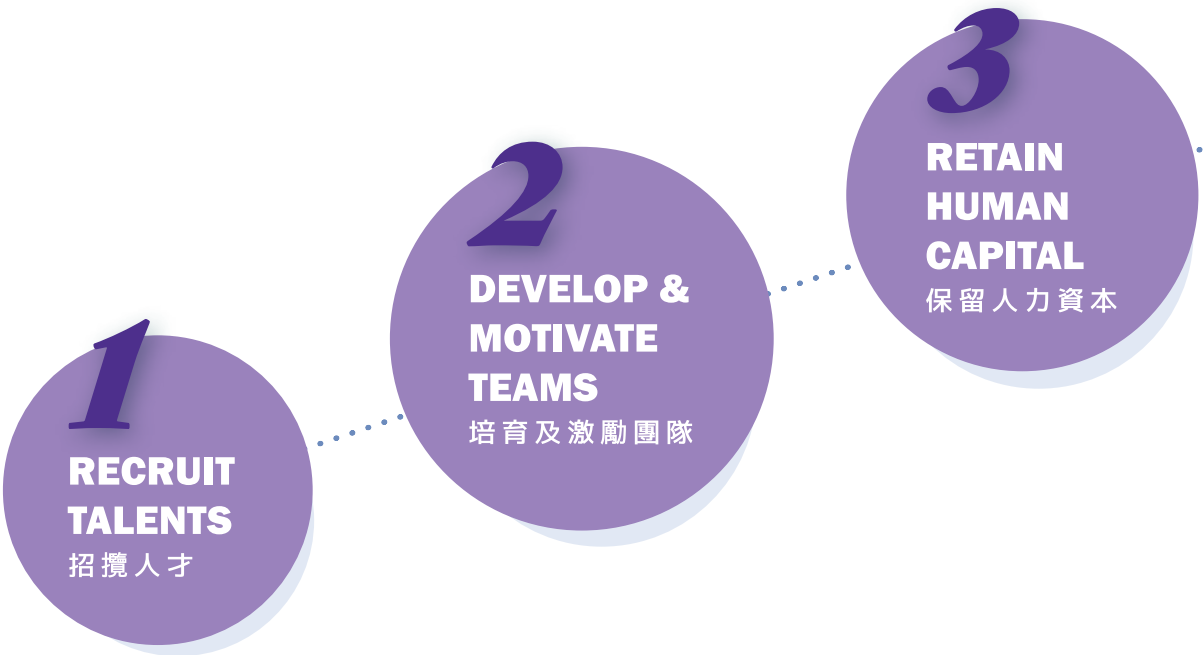 1
RECRUIT
TALENTS
招攬人才
2
DEVELOP &
MOTIVATE
TEAMS
培育及激勵團隊
3
RETAIN
HUMAN
CAPITAL
保留人力資本